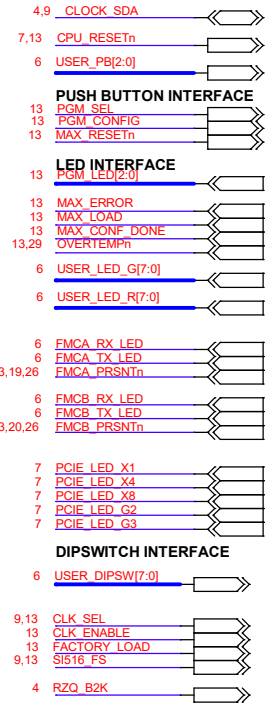 4,9 CLOCK_SDA
7,13 CPU_RESETn
6 USER_PB[2:0]
PUSH BUTTON INTERFACE
13 PGM_SEL
13 PGM_CONFIG
13 MAX_RESETn
LED INTERFACE
13 PGM_LED[2:0]
13 MAX_ERROR
13 MAX_LOAD
13 MAX_CONF_DONE
13,29 OVERTEMPn
6 USER_LED_G[7:0]
6 USER_LED_R[7:0]
6 FMCA_RX_LED
6 FMCA_TX_LED
3,19,26 FMCA_PRSNTn
6 FMCB_RX_LED
6 FMCB_TX_LED
3,20,26 FMCB_PRSNTn
7 PCIE_LED_X1
7 PCIE_LED_X4
7 PCIE_LED_X8
7 PCIE_LED_G2
7 PCIE_LED_G3
DIPSWITCH INTERFACE
6 USER_DIPSW[7:0]
9,13 CLK_SEL
13 CLK_ENABLE
13 FACTORY_LOAD
9,13 SI516_FS
4 RZQ_B2K